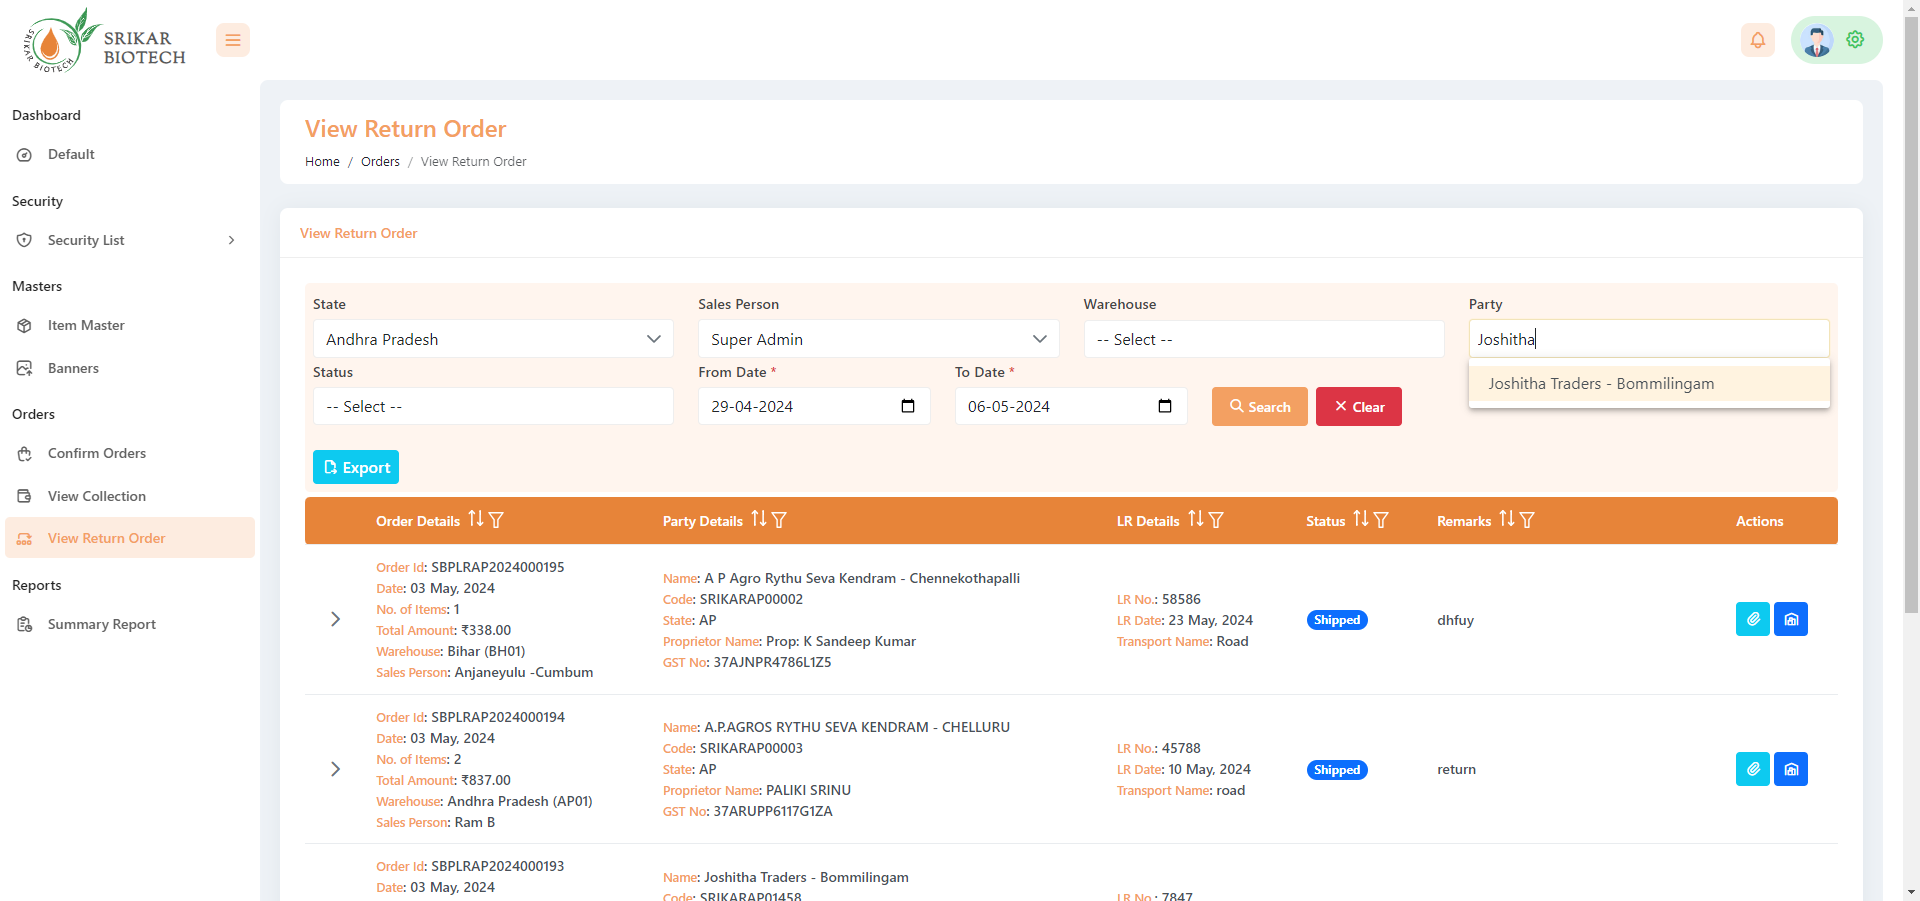 SRIKAR BIOTECH
SRIKAR
BIOTECH
Dashboard
Default
Security
Security List
Masters
Item Master
Banners
Orders
Confirm Orders
View Collection
View Return Order
Reports
Summary Report
View Return Order
Home / Orders / View Return Order
View Return Order
State
Andhra Pradesh
Sales Person
Super Admin
Warehouse
-- Select --
Party
Joshitha
Joshitha Traders - Bommilingam
Status
-- Select --
From Date *
29-04-2024
To Date *
06-05-2024
Search
Clear
Export
Order Details Party Details LR Details Status Remarks Actions
Order Id: SBPLRAP2024000195
Date: 03 May, 2024
No. of Items: 1
Total Amount: ₹338.00
Warehouse: Bihar (BH01)
Sales Person: Anjaneyulu -Cumbum
Name: A P Agro Rythu Seva Kendram - Chennekothapalli
Code: SRIKARAP00002
State: AP
Proprietor Name: Prop: K Sandeep Kumar
GST No: 37AJNPR4786L1Z5
LR No.: 58586
LR Date: 23 May, 2024
Transport Name: Road
Shipped
dhfuy
Order Id: SBPLRAP2024000194
Date: 03 May, 2024
No. of Items: 2
Total Amount: ₹837.00
Warehouse: Andhra Pradesh (AP01)
Sales Person: Ram B
Name: A.P.AGROS RYTHU SEVA KENDRAM - CHELLURU
Code: SRIKARAP00003
State: AP
Proprietor Name: PALIKI SRINU
GST No: 37ARUPP6117G1ZA
LR No.: 45788
LR Date: 10 May, 2024
Transport Name: road
Shipped
return
Order Id: SBPLRAP2024000193
Date: 03 May, 2024
Name: Joshitha Traders - Bommilingam
Code: SRIKARAP01458
LR No.: 7847